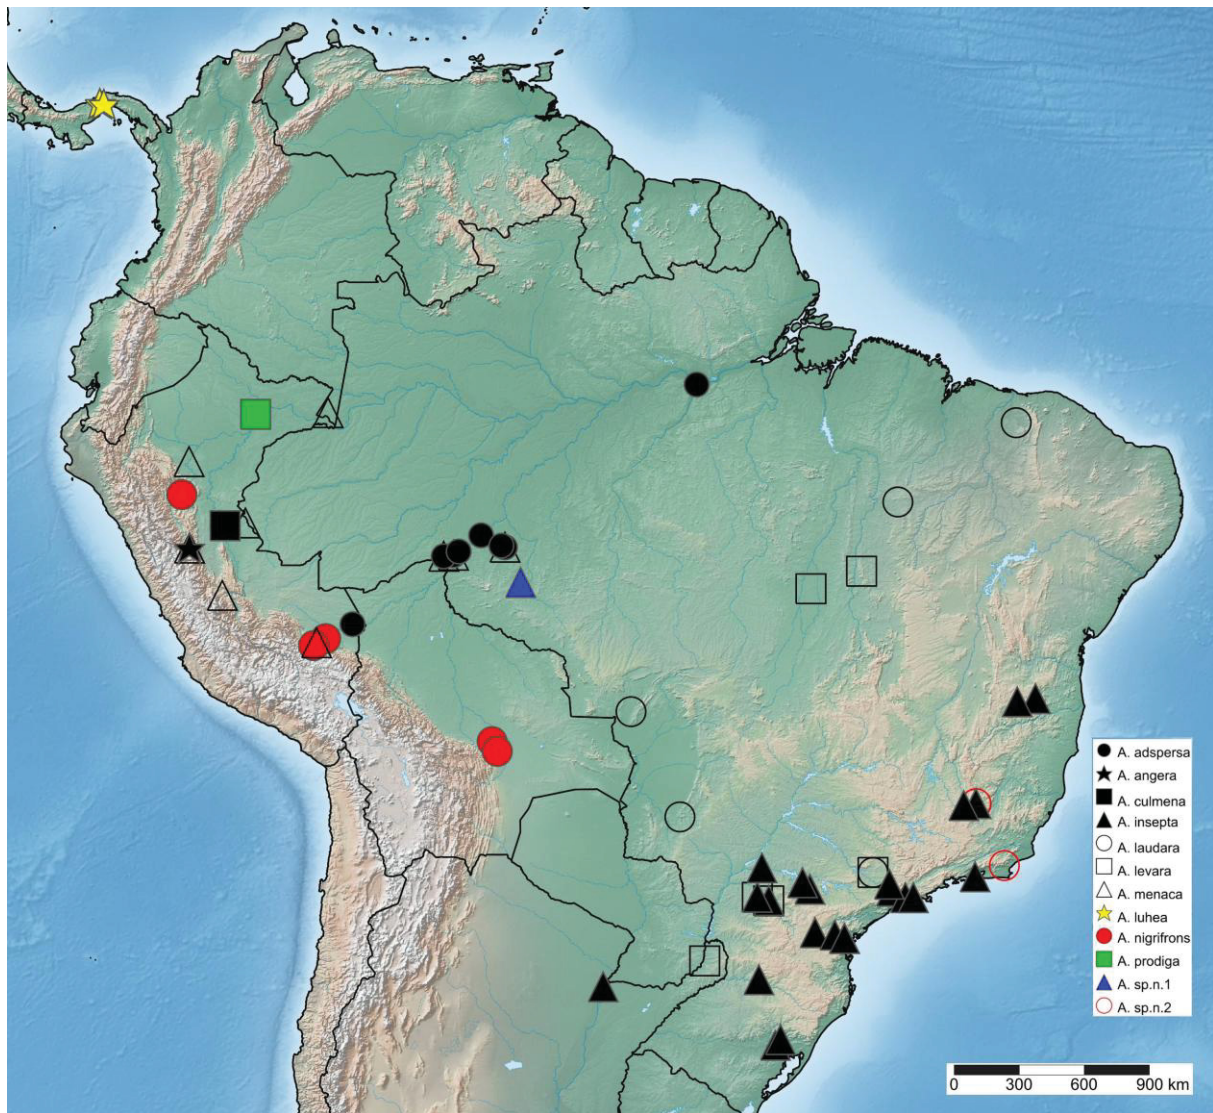 A. adspersa
A. angera
A. culmena
A. insepta
A. laudara
A. levara
A. menaca
A. luhea
A. nigrifrons
A. prodiga
A. sp.n.1
A. sp.n.2
0 300 600 900 km